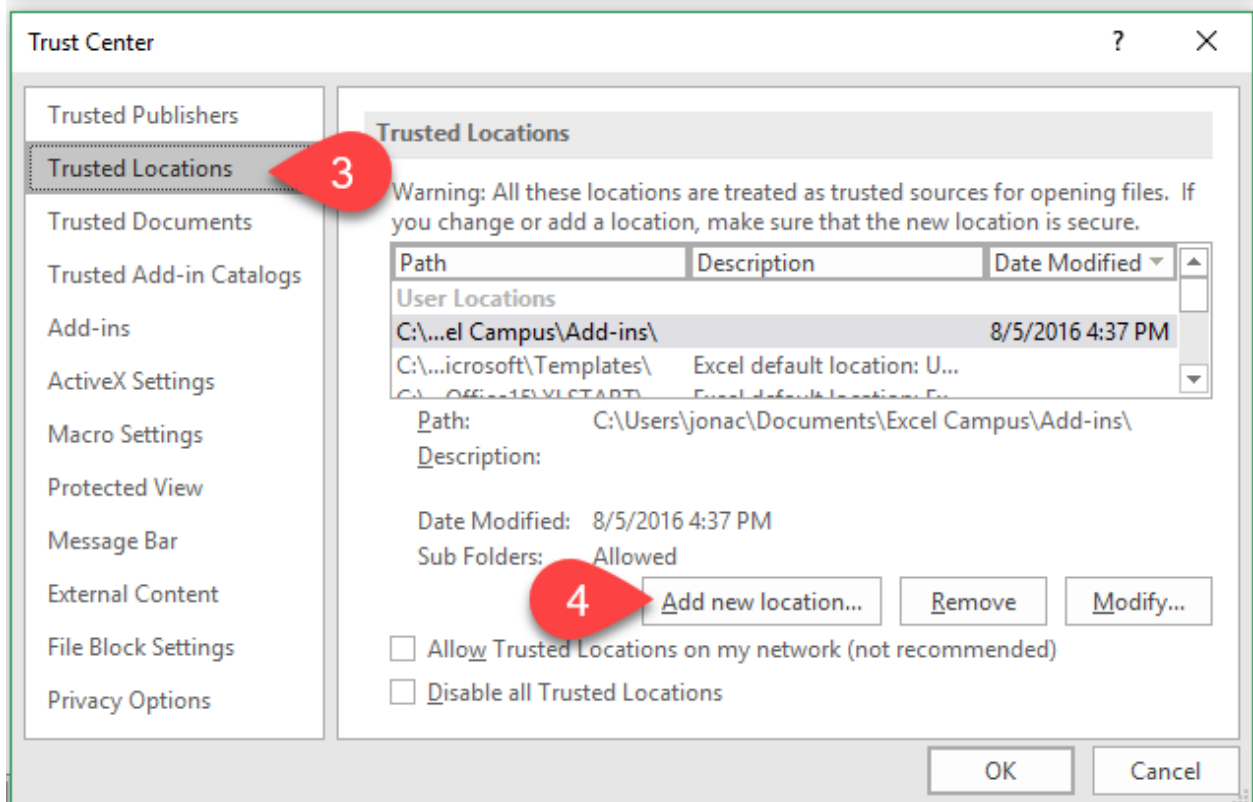 Trust Center ?
Trusted Publishers
Trusted Locations
3
Trusted Documents
Trusted Add-in Catalogs
Add-ins
ActiveX Settings
Macro Settings
Protected View
Message Bar
External Content
File Block Settings
Privacy Options
Trusted Locations
Warning: All these locations are treated as trusted sources for opening files. If
you change or add a location, make sure that the new location is secure.
Path Description Date Modified
User Locations
C:\...el Campus\Add-ins\ 8/5/2016 4:37 PM
C:\...icrosoft\Templates\ Excel default location: U...
Path: C:\Users\jonac\Documents\Excel Campus\Add-ins\
Description:
Date Modified: 8/5/2016 4:37 PM
Sub Folders: Allowed
4
Add new location... Remove Modify...
Allow Trusted Locations on my network (not recommended)
Disable all Trusted Locations
OK Cancel